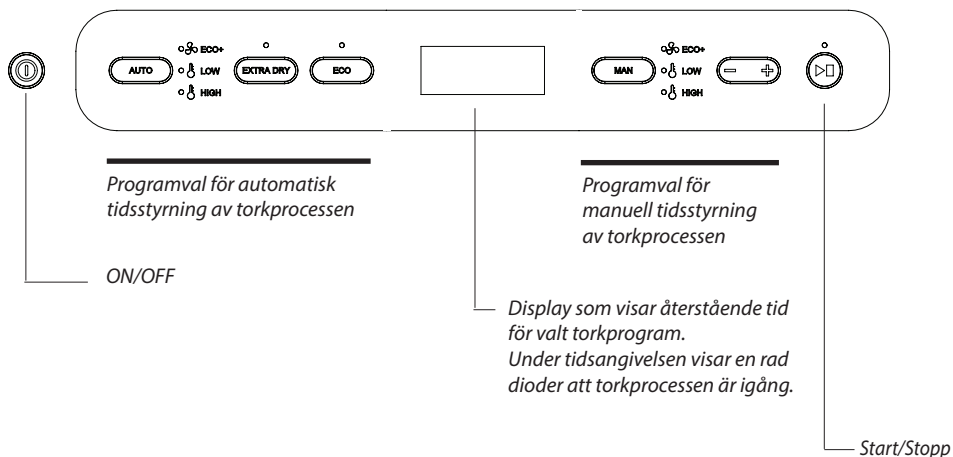 ECO+
ECO+
AUTO
LOW
EXTRA DRY
ECO
MAN
LOW
HIGH
HIGH
Programval för automatisk
tidsstyrning av torkprocessen
Programval för
manuell tidsstyrning
av torkprocessen
ON/OFF
Display som visar återstående tid
för valt torkprogram.
Under tidsangivelsen visar en rad
dioder att torkprocessen är igång.
Start/Stopp